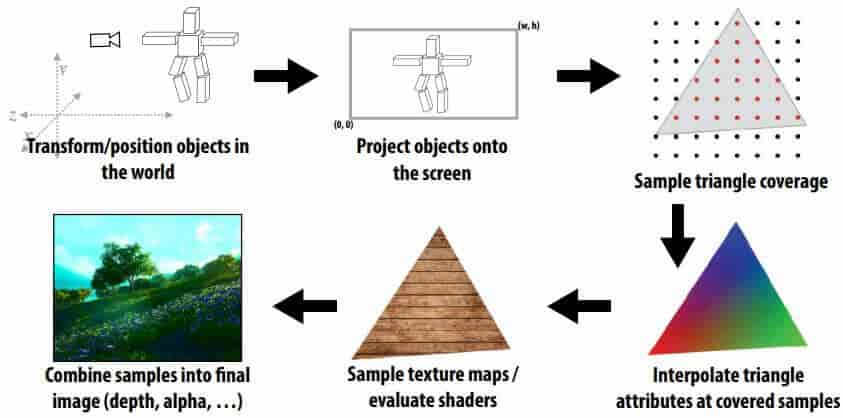 (w, h)
y
z
x
(0, 0)
Transform/position objects in
the world
Project objects onto
the screen
Sample triangle coverage
Combine samples into final
image (depth, alpha, …)
Sample texture maps /
evaluate shaders
Interpolate triangle
attributes at covered samples